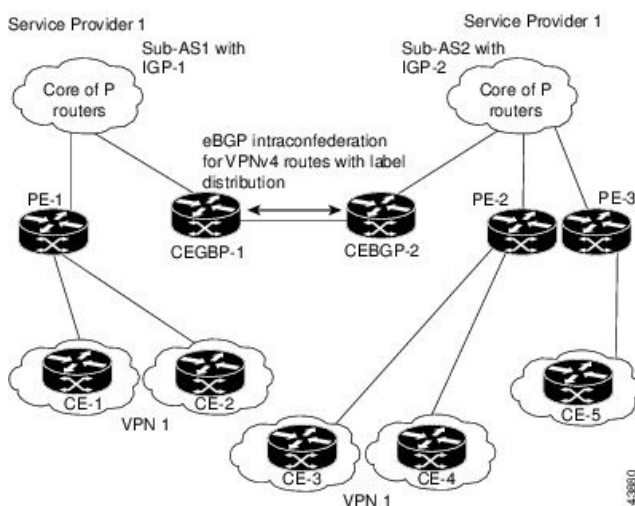 Service Provider 1
Service Provider 1
Sub-AS1 with
IGP-1
Sub-AS2 with
IGP-2
Core of P
routers
Core of P
routers
eBGP intraconfederation
for VPNv4 routes with label
distribution
PE-1
PE-2
PE-3
CEGBP-1
CEBGP-2
CE-1
CE-2
VPN 1
CE-5
CE-3
CE-4
VPN 1
43880